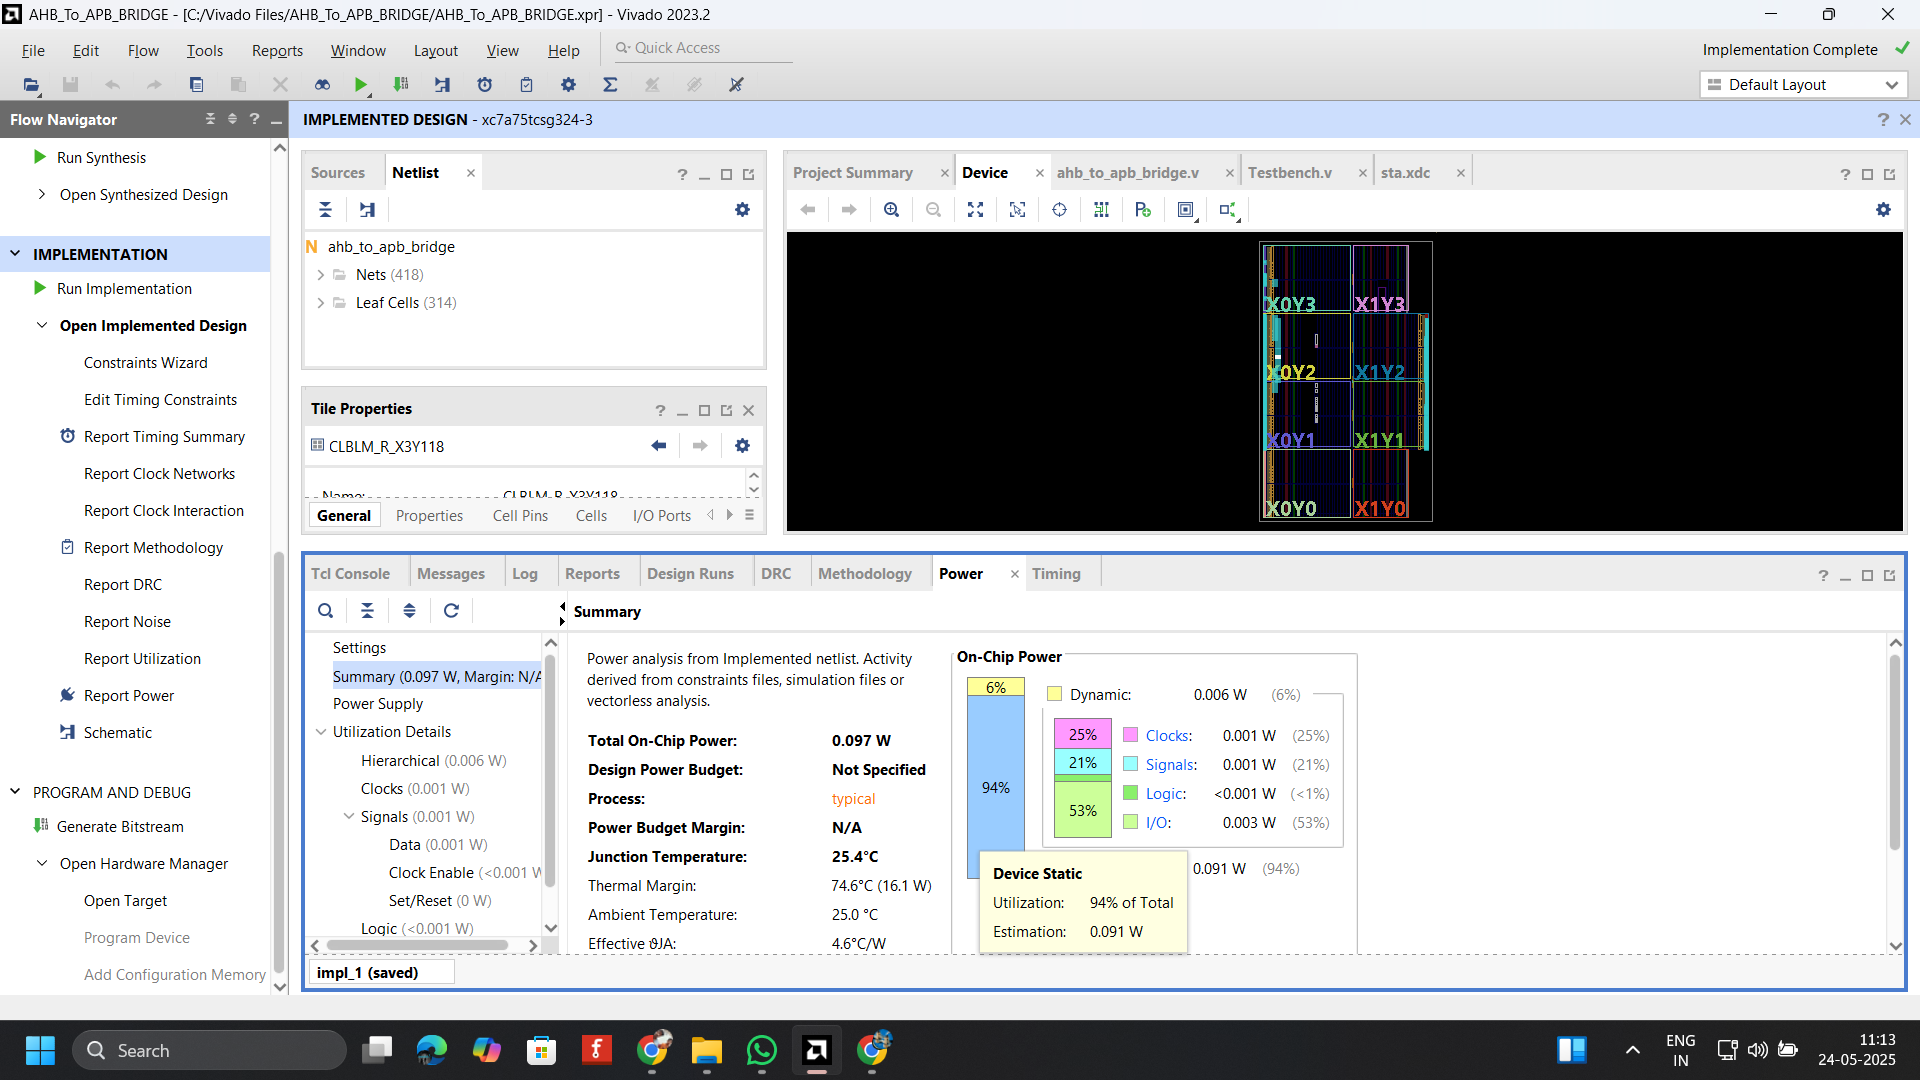 AHB_To_APB_BRIDGE - [C:/Vivado Files/AHB_To_APB_BRIDGE/AHB_To_APB_BRIDGE.xpr] - Vivado 2023.2
File Edit Flow Tools Reports Window Layout View Help Quick Access
Implementation Complete
Default Layout
Flow Navigator
Run Synthesis
Open Synthesized Design
IMPLEMENTATION
Run Implementation
Open Implemented Design
Constraints Wizard
Edit Timing Constraints
Report Timing Summary
Report Clock Networks
Report Clock Interaction
Report Methodology
Report DRC
Report Noise
Report Utilization
Report Power
Schematic
PROGRAM AND DEBUG
Generate Bitstream
Open Hardware Manager
Open Target
Program Device
Add Configuration Memory
IMPLEMENTED DESIGN - xc7a75tcsg324-3
Sources Netlist
N ahb_to_apb_bridge
Nets (418)
Leaf Cells (314)
Tile Properties
CLBLM_R_X3Y118
Name: CLBLM_R_X3Y118
General Properties Cell Pins Cells I/O Ports
Project Summary Device ahb_to_apb_bridge.v Testbench.v sta.xdc
X0Y3 X1Y3
X0Y2 X1Y2
X0Y1 X1Y1
X0Y0 X1Y0
Tcl Console Messages Log Reports Design Runs DRC Methodology Power Timing
Summary
Settings
Summary (0.097 W, Margin: N/A
Power Supply
Utilization Details
Hierarchical (0.006 W)
Clocks (0.001 W)
Signals (0.001 W)
Data (0.001 W)
Clock Enable (<0.001 W
Set/Reset (0 W)
Logic (<0.001 W)
Power analysis from Implemented netlist. Activity
derived from constraints files, simulation files or
vectorless analysis.
Total On-Chip Power: 0.097 W
Design Power Budget: Not Specified
Process: typical
Power Budget Margin: N/A
Junction Temperature: 25.4°C
Thermal Margin: 74.6°C (16.1 W)
Ambient Temperature: 25.0 °C
Effective ϑJA: 4.6°C/W
On-Chip Power
6%
94%
Dynamic: 0.006 W (6%)
25%
21%
53%
Clocks: 0.001 W (25%)
Signals: 0.001 W (21%)
Logic: <0.001 W (<1%)
I/O: 0.003 W (53%)
0.091 W (94%)
Device Static
Utilization: 94% of Total
Estimation: 0.091 W
impl_1 (saved)
Search
ENG
IN
11:13
24-05-2025